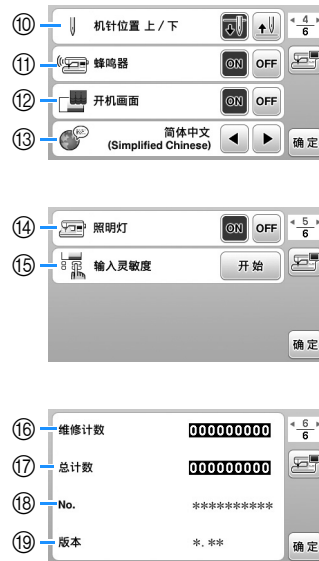 ⑩ 机针位置 上 / 下
4
6
⑪ 蜂鸣器 ON OFF
⑫ 开机画面 ON OFF
⑬ 简体中文
(Simplified Chinese)
确定
⑭ 照明灯 ON OFF
5
6
⑮ 输入灵敏度 开始
确定
⑯ 维修计数 000000000
6
6
⑰ 总计数 000000000
⑱ No. **********
⑲ 版本 *.**
确定